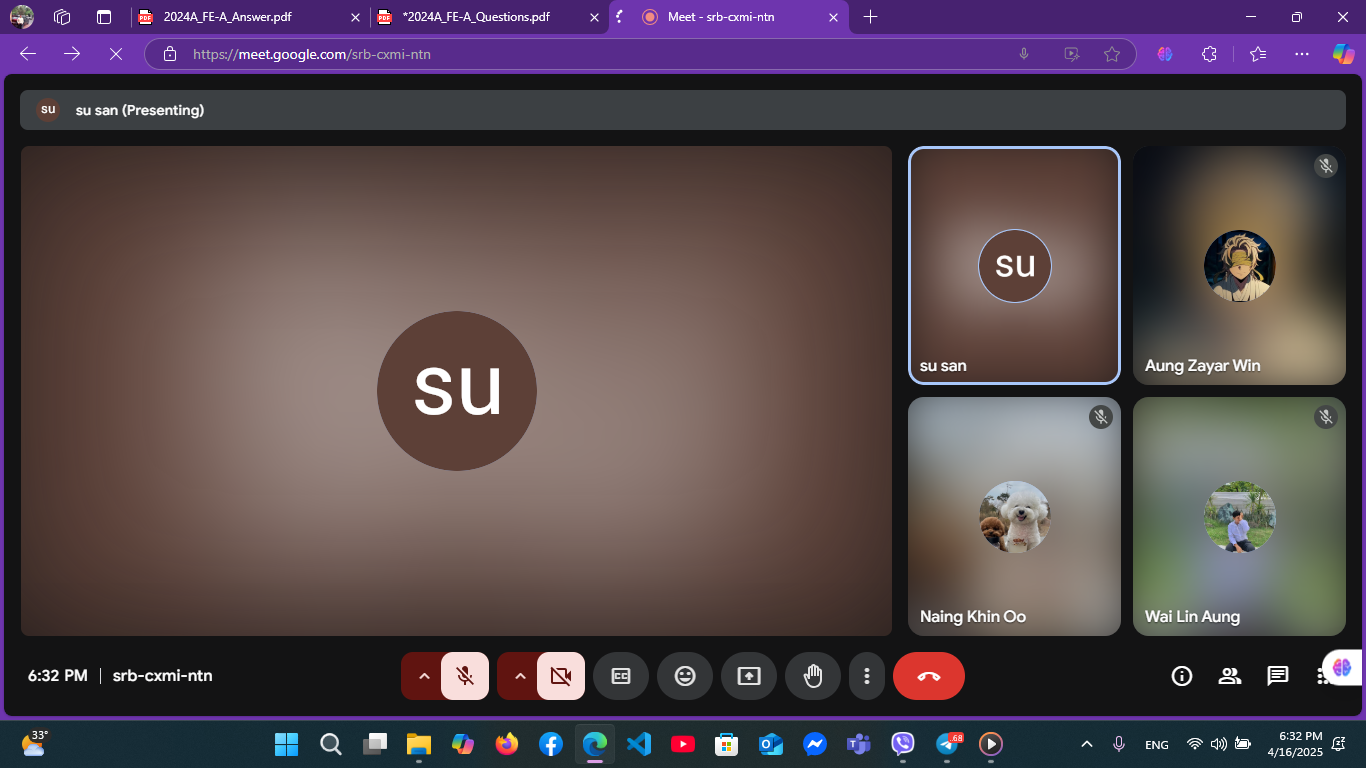 2024A_FE-A_Answer.pdf
*2024A_FE-A_Questions.pdf
Meet - srb-cxmi-ntn
https://meet.google.com/srb-cxmi-ntn
su
su san (Presenting)
su
su
su san
Aung Zayar Win
Naing Khin Oo
Wai Lin Aung
6:32 PM
srb-cxmi-ntn
33°
68
ENG
6:32 PM
4/16/2025